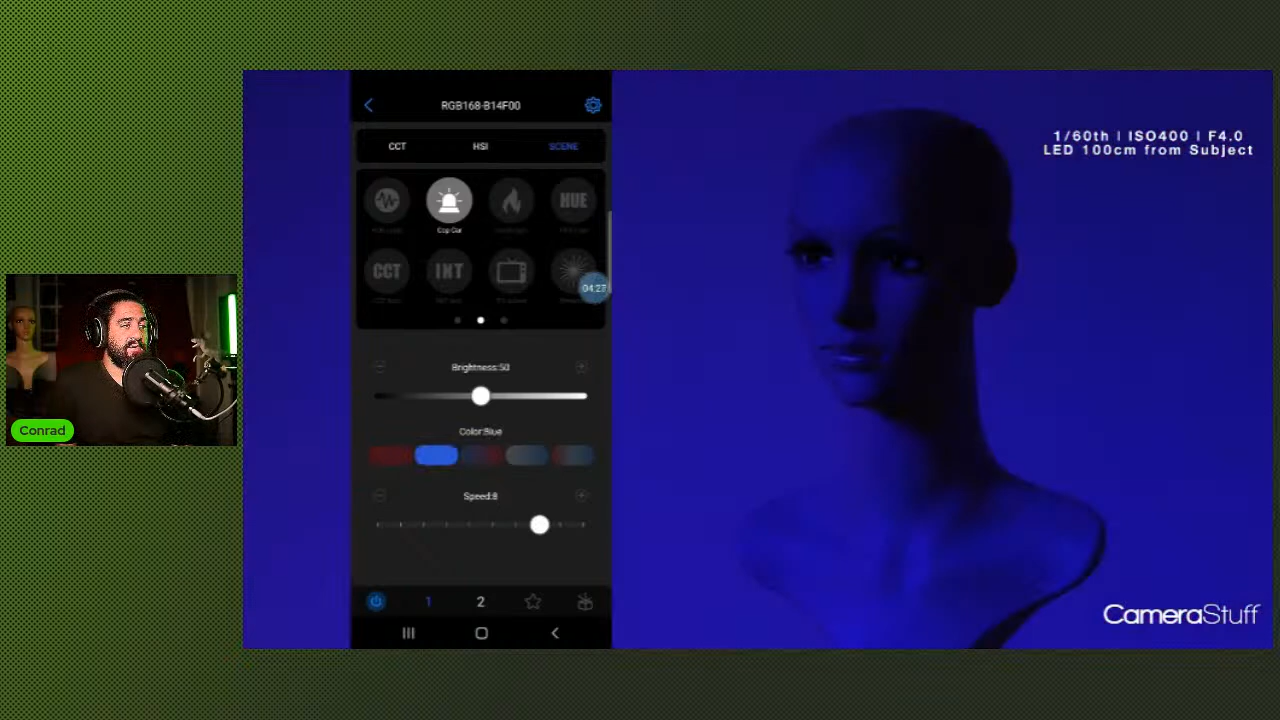 RGB168-B14F00
CCT
HSI
SCENE
Cop Car
HUE
CCT
INT
04:27
Brightness:50
Color:Blue
Speed:8
1
2
1/60th | ISO400 | F4.0
LED 100cm from Subject
Conrad
CameraStuff